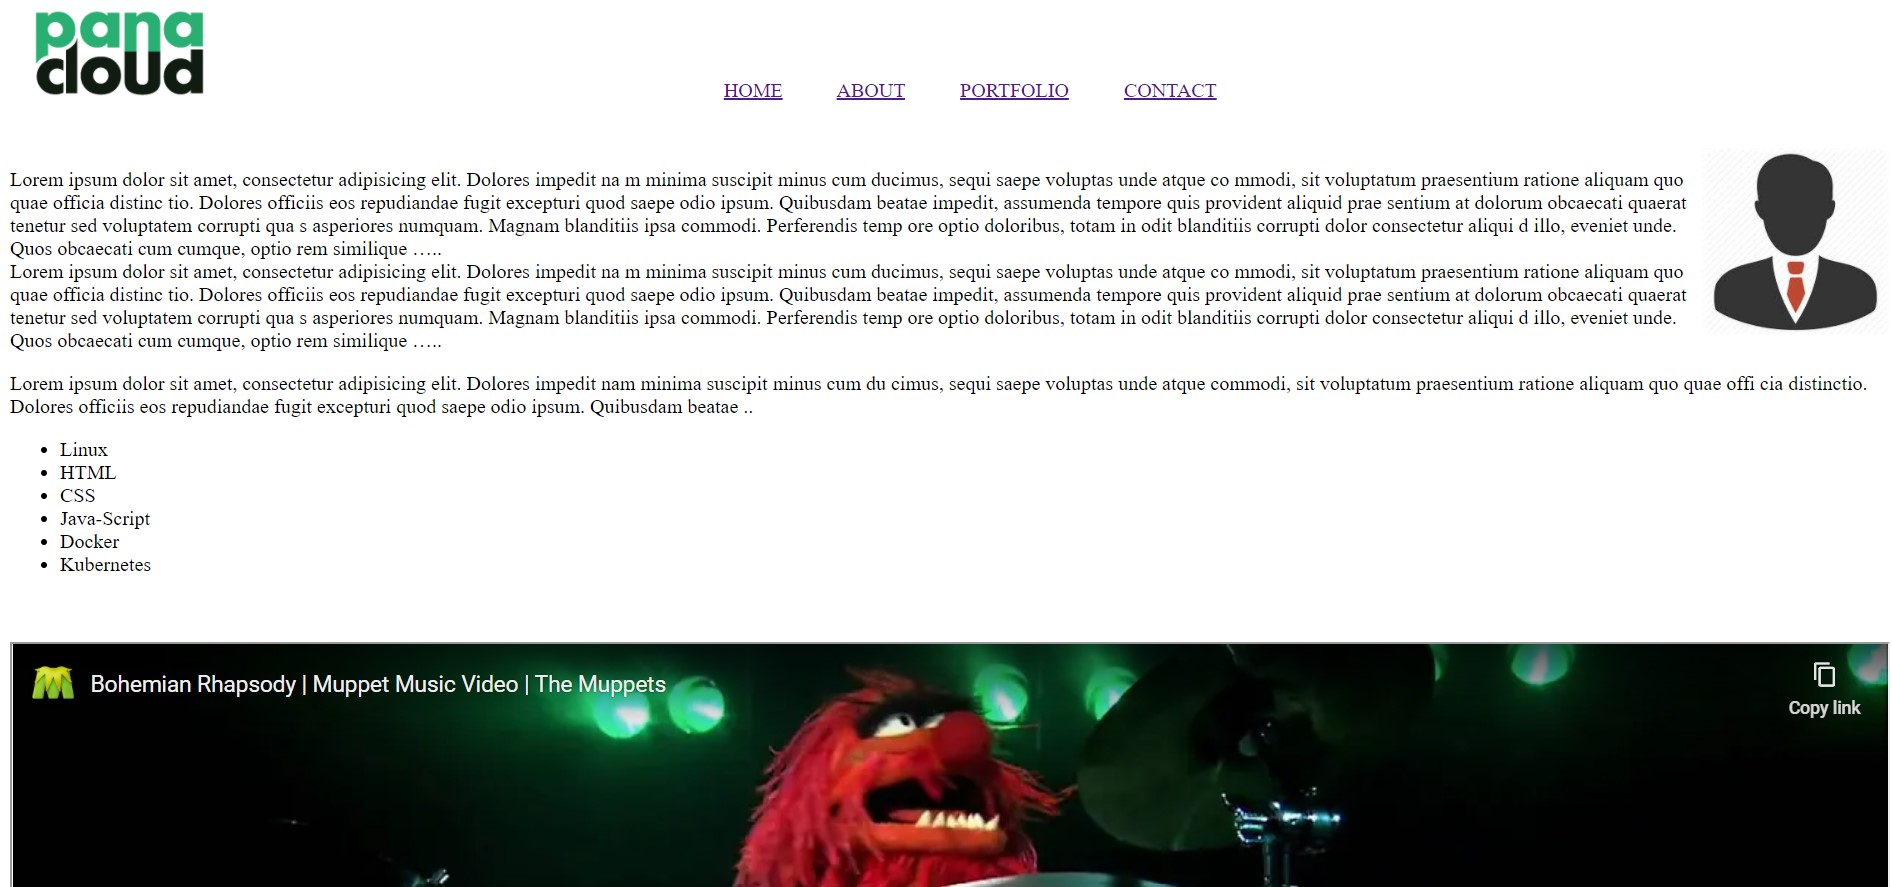 pana
cloud
HOME ABOUT PORTFOLIO CONTACT
Lorem ipsum dolor sit amet, consectetur adipisicing elit. Dolores impedit na m minima suscipit minus cum ducimus, sequi saepe voluptas unde atque co mmodi, sit voluptatum praesentium ratione aliquam quo
quae officia distinc tio. Dolores officiis eos repudiandae fugit excepturi quod saepe odio ipsum. Quibusdam beatae impedit, assumenda tempore quis provident aliquid prae sentium at dolorum obcaecati quaerat
tenetur sed voluptatem corrupti qua s asperiores numquam. Magnam blanditiis ipsa commodi. Perferendis temp ore optio doloribus, totam in odit blanditiis corrupti dolor consectetur aliqui d illo, eveniet unde.
Quos obcaecati cum cumque, optio rem similique …..
Lorem ipsum dolor sit amet, consectetur adipisicing elit. Dolores impedit na m minima suscipit minus cum ducimus, sequi saepe voluptas unde atque co mmodi, sit voluptatum praesentium ratione aliquam quo
quae officia distinc tio. Dolores officiis eos repudiandae fugit excepturi quod saepe odio ipsum. Quibusdam beatae impedit, assumenda tempore quis provident aliquid prae sentium at dolorum obcaecati quaerat
tenetur sed voluptatem corrupti qua s asperiores numquam. Magnam blanditiis ipsa commodi. Perferendis temp ore optio doloribus, totam in odit blanditiis corrupti dolor consectetur aliqui d illo, eveniet unde.
Quos obcaecati cum cumque, optio rem similique …..
Lorem ipsum dolor sit amet, consectetur adipisicing elit. Dolores impedit nam minima suscipit minus cum du cimus, sequi saepe voluptas unde atque commodi, sit voluptatum praesentium ratione aliquam quo quae offi cia distinctio.
Dolores officiis eos repudiandae fugit excepturi quod saepe odio ipsum. Quibusdam beatae ..
• Linux
• HTML
• CSS
• Java-Script
• Docker
• Kubernetes
Bohemian Rhapsody | Muppet Music Video | The Muppets
Copy link